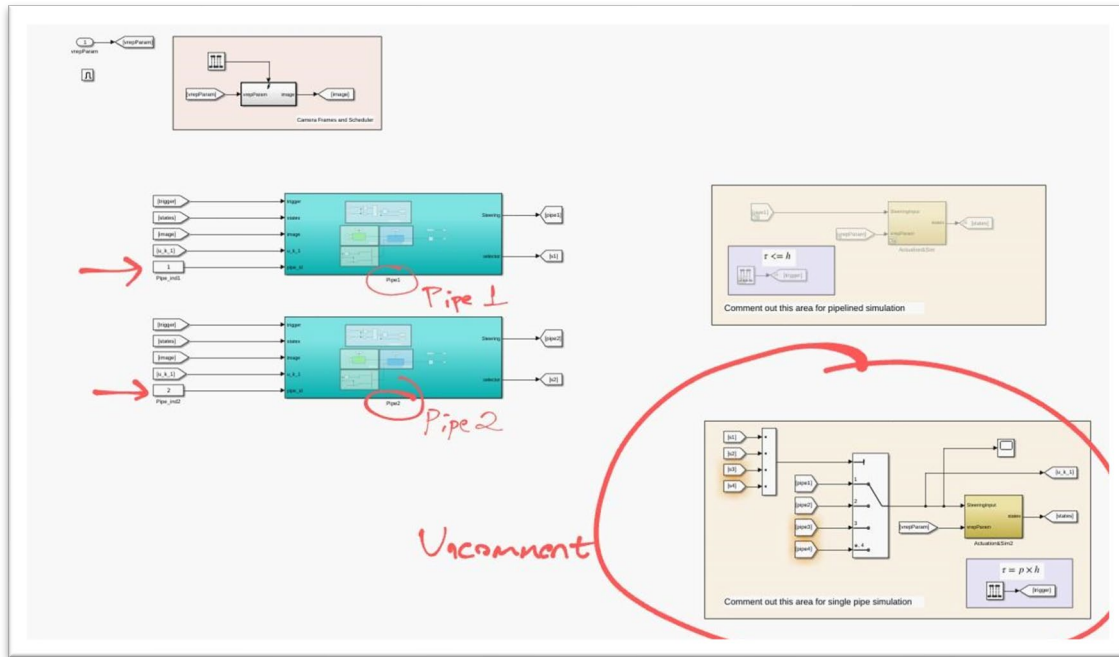 1
[vrepParam]
vrepParam
[vrepParam]
vrepParam
image
[image]
Camera Frames and Scheduler
[trigger]
[states]
[image]
[u_k_1]
1
Pipe_ind1
trigger
states
image
u_k_1
pipe_id
Steering
selector
[pipe1]
[s1]
Pipe1
Pipe 1
[trigger]
[states]
[image]
[u_k_1]
2
Pipe_ind2
trigger
states
image
u_k_1
pipe_id
Steering
selector
[pipe2]
[s2]
Pipe2
Pipe 2
[pipe1]
[vrepParam]
SteeringInput
vrepParam
states
[states]
Actuation&Sim
τ <= h
[trigger]
Comment out this area for pipelined simulation
Uncomment
[s1]
[s2]
[s3]
[s4]
[pipe1]
[pipe2]
[pipe3]
[pipe4]
1
2
3
*, 4
[u_k_1]
[vrepParam]
SteeringInput
vrepParam
states
[states]
Actuation&Sim2
τ = p × h
[trigger]
Comment out this area for single pipe simulation